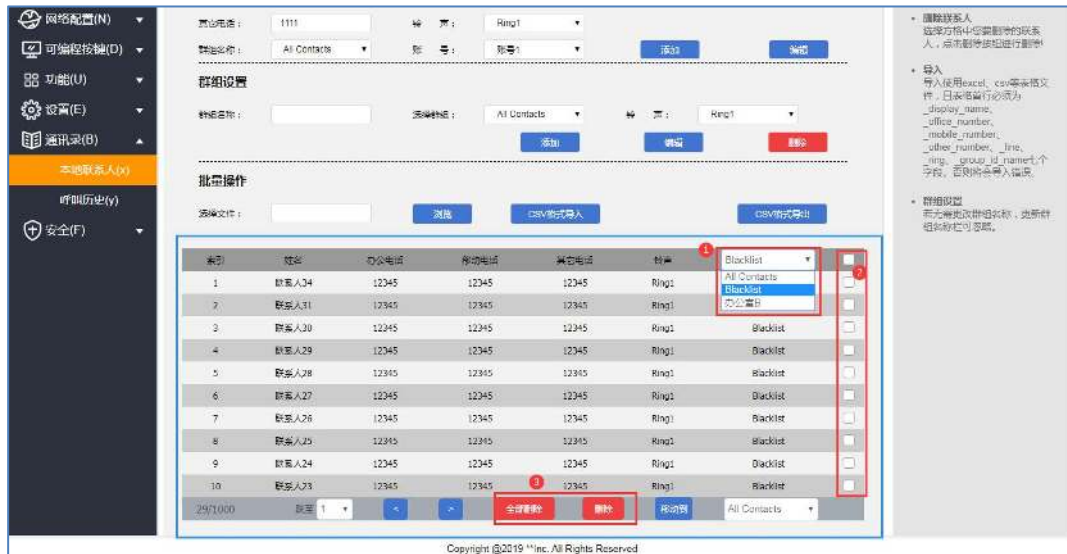 网络配置(N)
可编程按键(D)
功能(U)
设置(E)
通讯录(B)
本地联系人(x)
呼叫历史(y)
安全(F)
其它电话： 1111 铃 声： Ring1
群组名称： All Contacts 账 号： 账号1 添加 编辑
群组设置
群组名称： 选择群组： All Contacts 铃 声： Ring1
添加 编辑 删除
批量操作
选择文件： 浏览 CSV格式导入 CSV格式导出
索引 姓名 办公电话 移动电话 其它电话 铃声 Blacklist
1
2
All Contacts
Blacklist
办公室B
1 联系人34 12345 12345 12345 Ring1
2 联系人31 12345 12345 12345 Ring1
3 联系人30 12345 12345 12345 Ring1 Blacklist
4 联系人29 12345 12345 12345 Ring1 Blacklist
5 联系人28 12345 12345 12345 Ring1 Blacklist
6 联系人27 12345 12345 12345 Ring1 Blacklist
7 联系人26 12345 12345 12345 Ring1 Blacklist
8 联系人25 12345 12345 12345 Ring1 Blacklist
9 联系人24 12345 12345 12345 Ring1 Blacklist
10 联系人23 12345 12345 12345 Ring1 Blacklist
3
29/1000 跳至 1 < > 全部删除 删除 移动到 All Contacts
删除联系人
选择方格中您要删除的联系
人，点击删除按钮进行删除!
导入
导入使用excel、csv等表格文
件，且表格首行必须为
_display_name、
_office_number、
_mobile_number、
_other_number、_line、
_ring、_group_id_name七个
字段，否则将会导入错误。
群组设置
若无需更改群组名称，更新群
组名称栏可忽略。
Copyright @2019 **Inc. All Rights Reserved